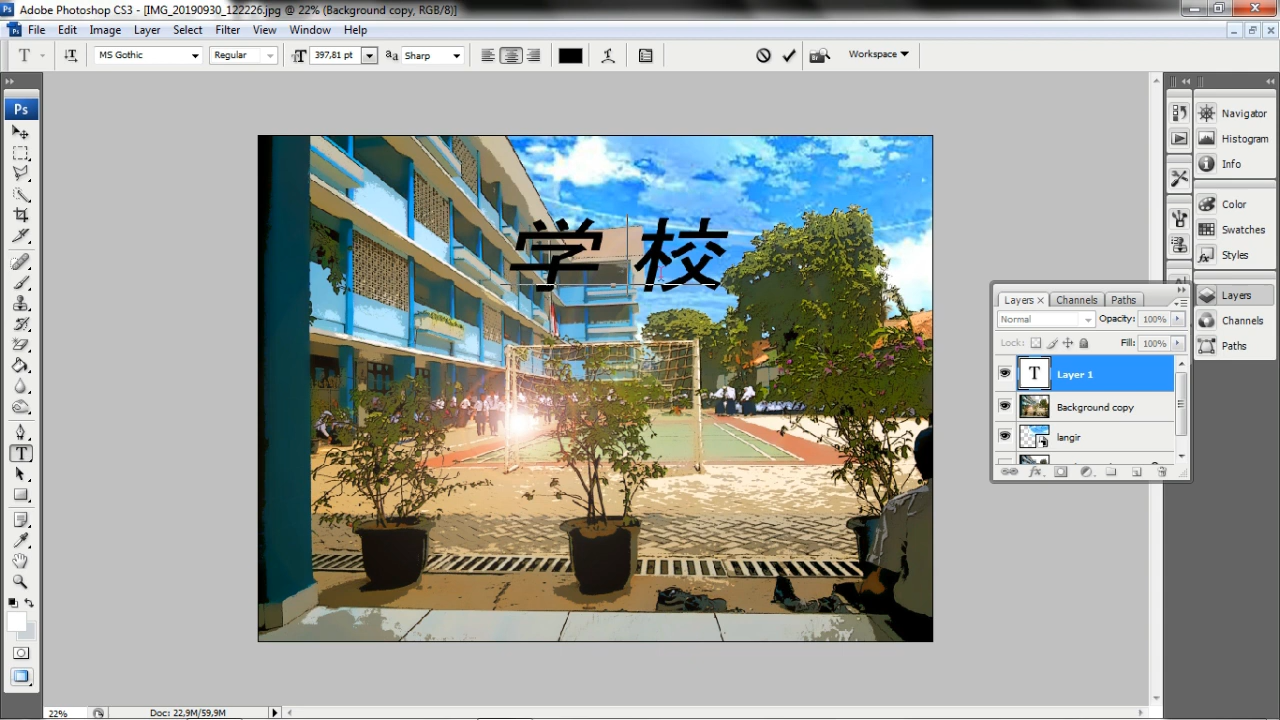 Adobe Photoshop CS3 - [IMG_20190930_122226.jpg @ 22% (Background copy, RGB/8)]
File Edit Image Layer Select Filter View Window Help
T MS Gothic Regular 397,81 pt aa Sharp Workspace
Ps
Navigator
Histogram
Info
Color
Swatches
Styles
Layers
Channels
Paths
学校
Layers Channels Paths
Normal Opacity: 100%
Lock: Fill: 100%
T Layer 1
Background copy
langir
22% Doc: 22,9M/59,9M